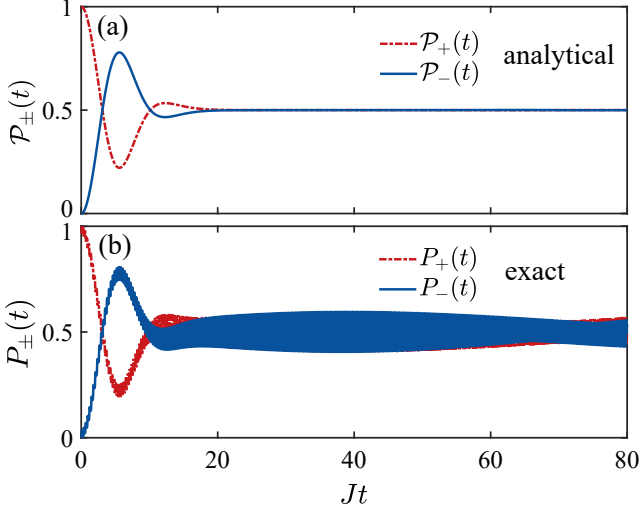 1
(a)
𝒫₊(t)
analytical
𝒫₋(t)
0.5
𝒫±(t)
0
1
(b)
P₊(t)
exact
P₋(t)
0.5
P±(t)
0
0 20 40 60 80
Jt